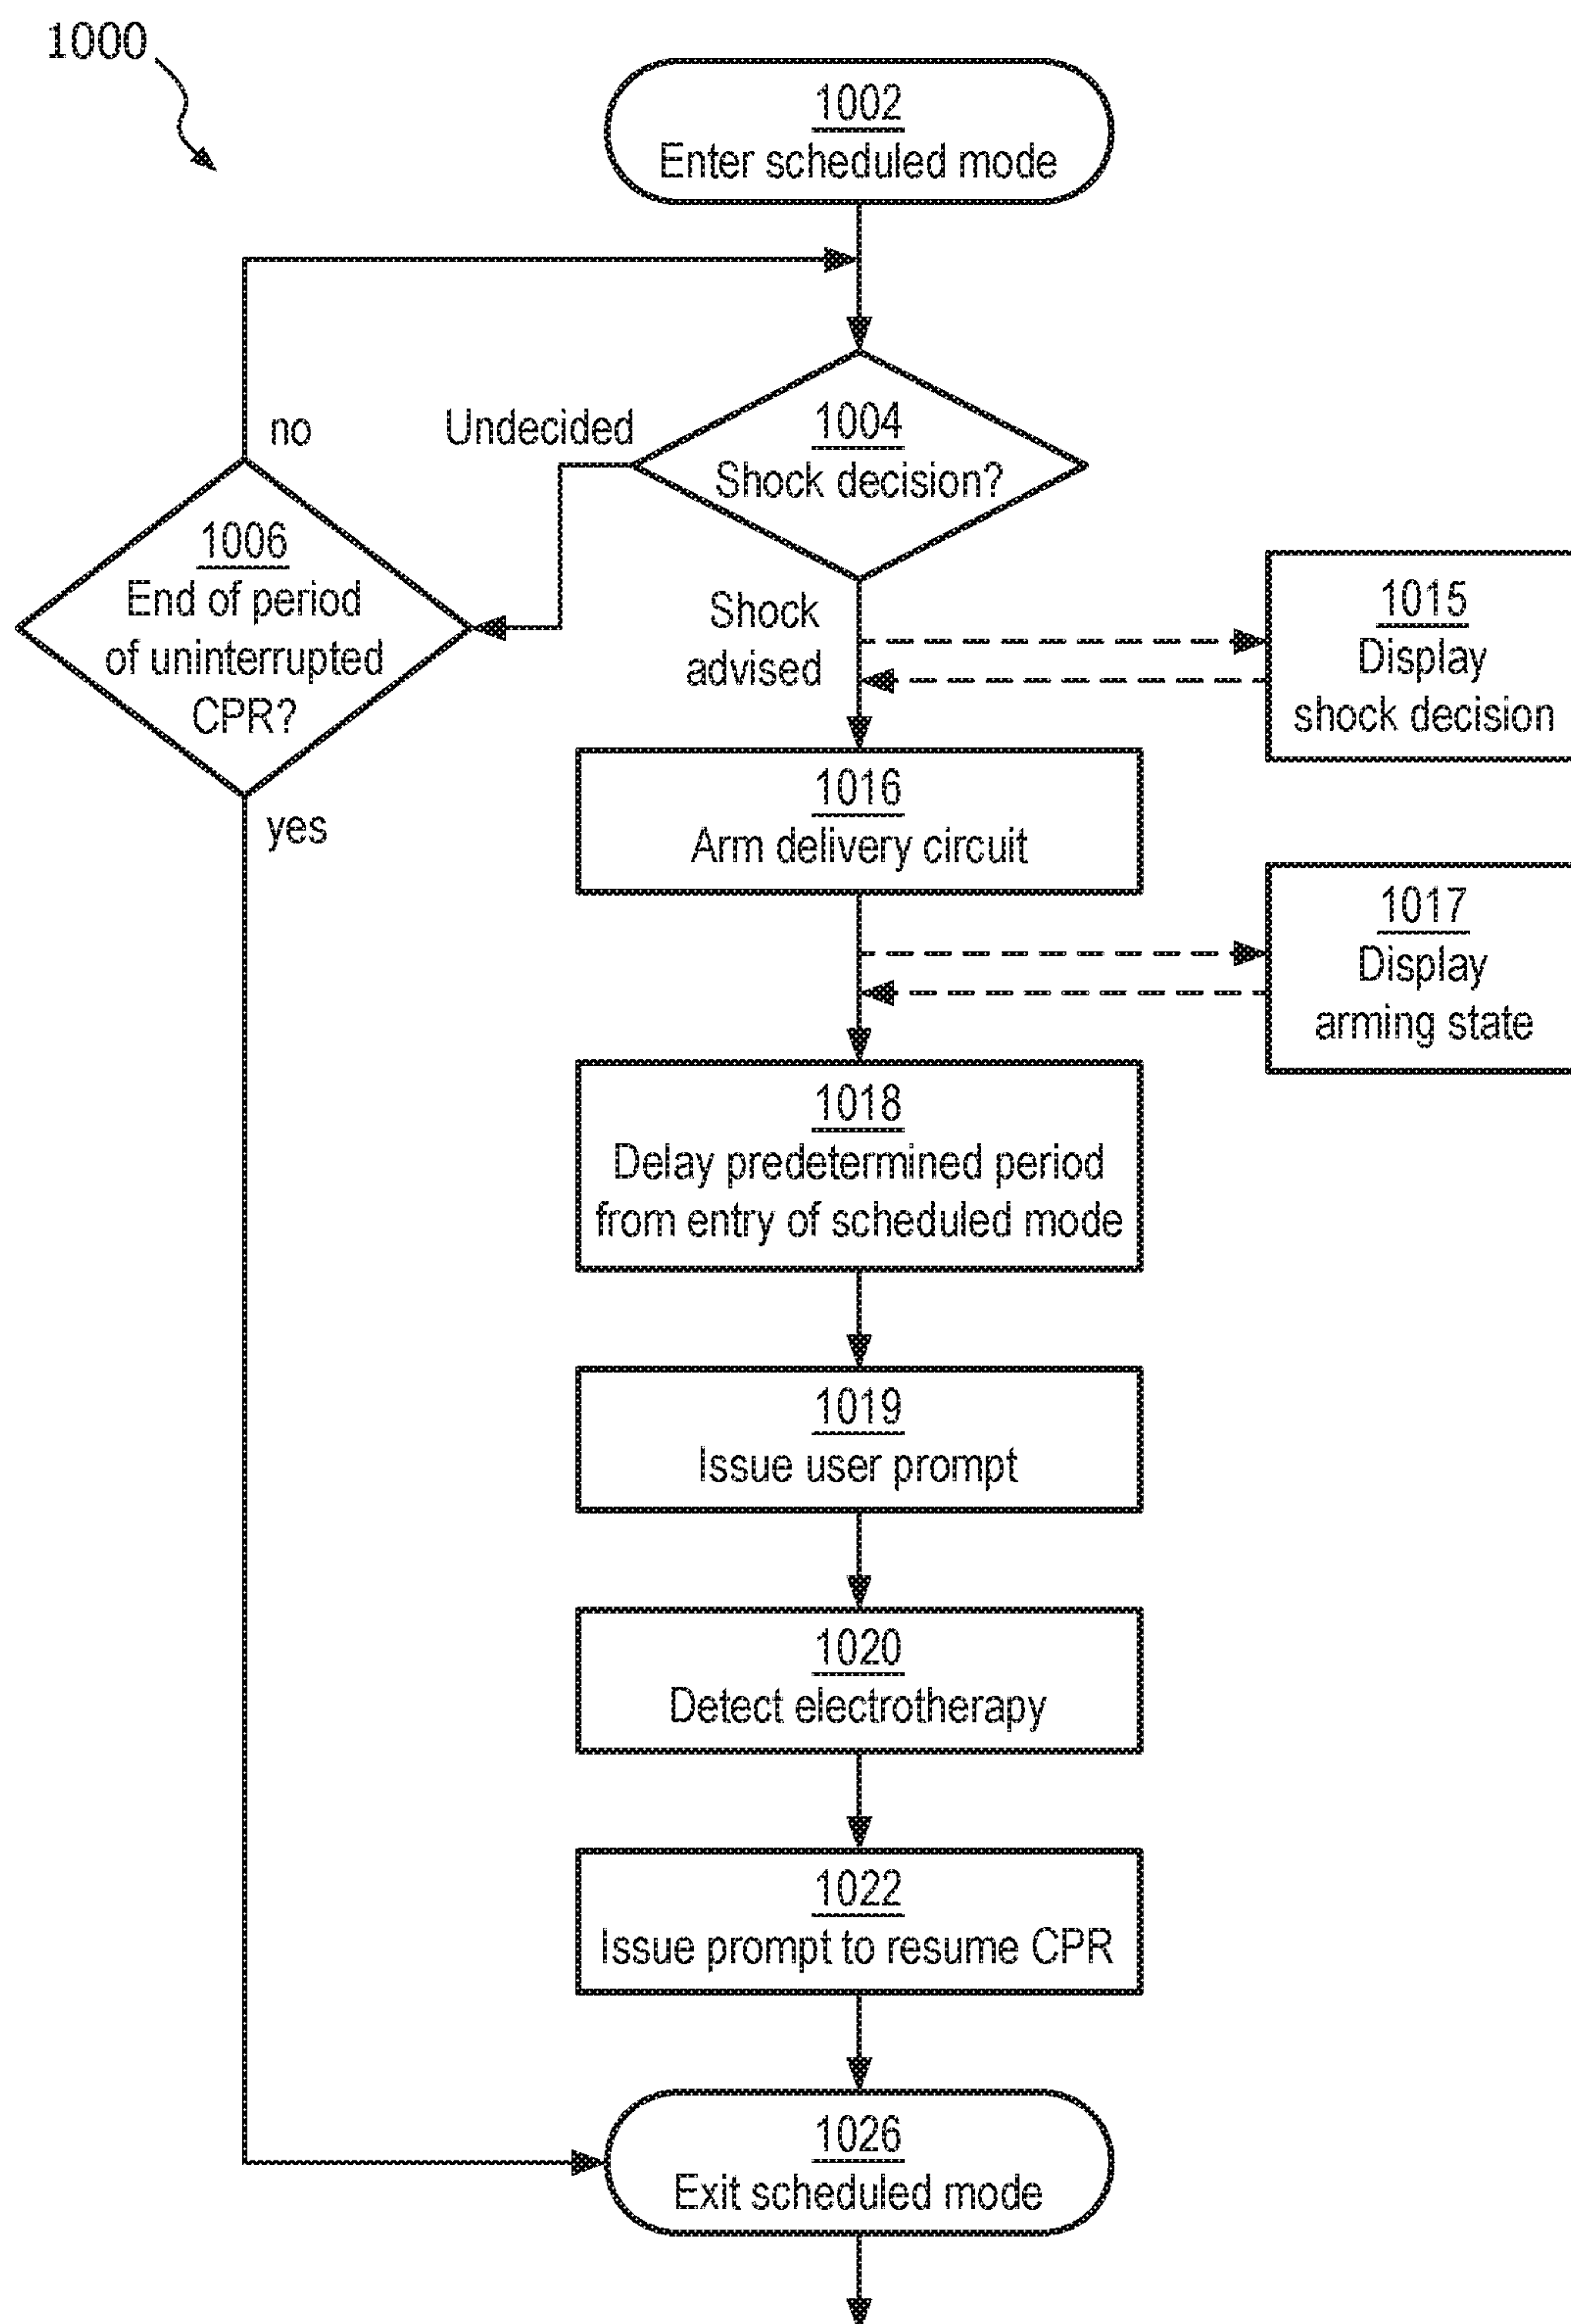 1000
1002
Enter scheduled mode
no
Undecided
1004
Shock decision?
1006
End of period
of uninterrupted
CPR?
yes
Shock
advised
1015
Display
shock decision
1016
Arm delivery circuit
1017
Display
arming state
1018
Delay predetermined period
from entry of scheduled mode
1019
Issue user prompt
1020
Detect electrotherapy
1022
Issue prompt to resume CPR
1026
Exit scheduled mode